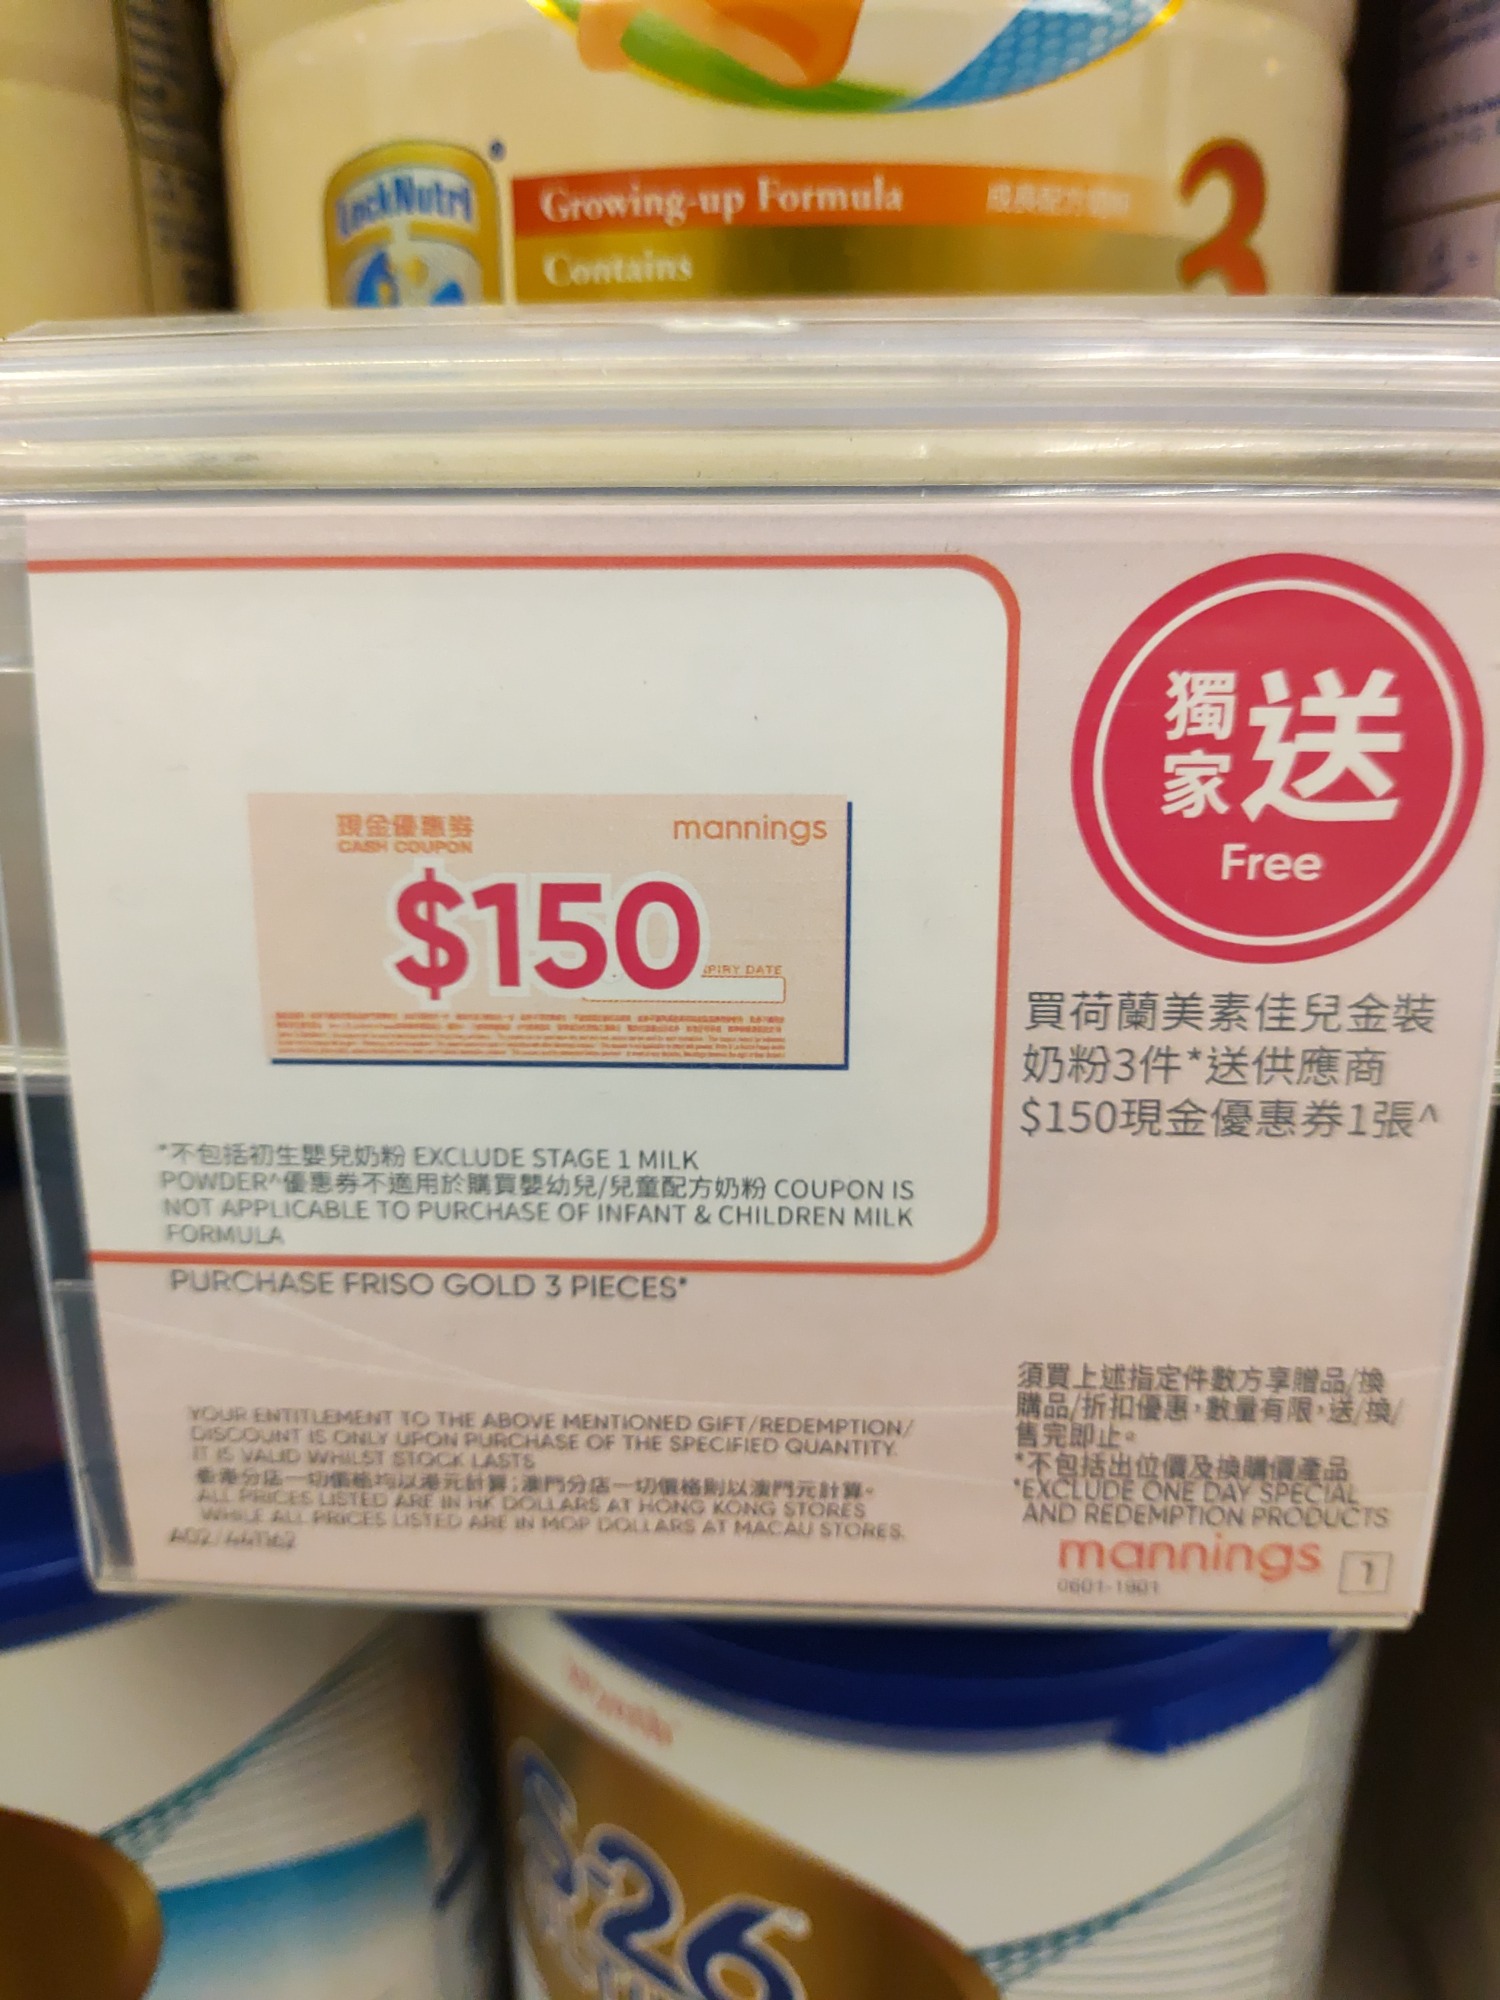 LockNutri
Growing-up Formula
成長配方奶粉
3
Contains
獨家送
Free
現金優惠券
CASH COUPON
mannings
$150
PIRY DATE
買荷蘭美素佳兒金裝
奶粉3件*送供應商
$150現金優惠券1張^
*不包括初生嬰兒奶粉 EXCLUDE STAGE 1 MILK
POWDER^優惠券不適用於購買嬰幼兒/兒童配方奶粉 COUPON IS
NOT APPLICABLE TO PURCHASE OF INFANT & CHILDREN MILK
FORMULA
PURCHASE FRISO GOLD 3 PIECES*
YOUR ENTITLEMENT TO THE ABOVE MENTIONED GIFT/REDEMPTION/
DISCOUNT IS ONLY UPON PURCHASE OF THE SPECIFIED QUANTITY.
IT IS VALID WHILST STOCK LASTS
香港分店一切價格均以港元計算；澳門分店一切價格則以澳門元計算。
ALL PRICES LISTED ARE IN HK DOLLARS AT HONG KONG STORES
WHILE ALL PRICES LISTED ARE IN MOP DOLLARS AT MACAU STORES.
須買上述指定件數方享贈品/換
購品/折扣優惠，數量有限，送/換/
售完即止。
*不包括出位價及換購價產品
*EXCLUDE ONE DAY SPECIAL
AND REDEMPTION PRODUCTS
mannings 1
0601-1901
S-26